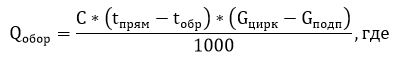 Q_обор = C * (t_прям − t_обр) * (G_цирк − G_подп) / 1000, где